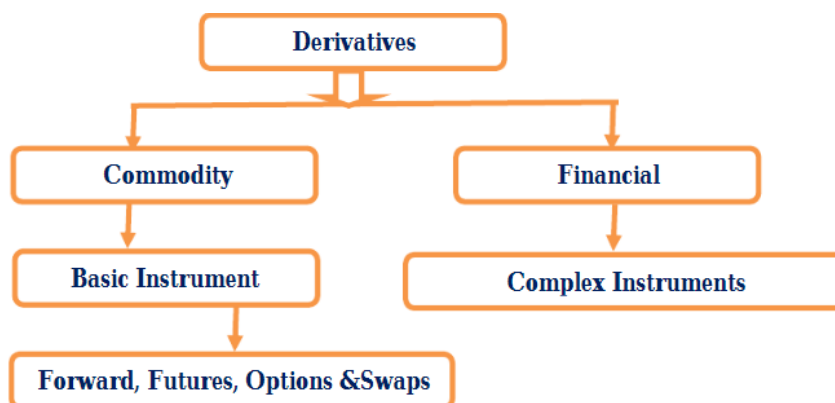 Derivatives
Commodity
Financial
Basic Instrument
Complex Instruments
Forward, Futures, Options &Swaps